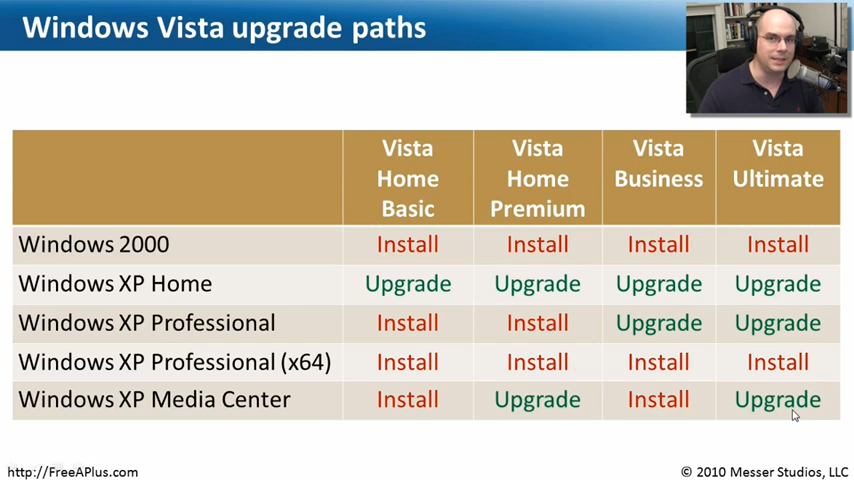 Windows Vista upgrade paths
Vista Home Basic
Vista Home Premium
Vista Business
Vista Ultimate
Windows 2000 Install Install Install Install
Windows XP Home Upgrade Upgrade Upgrade Upgrade
Windows XP Professional Install Install Upgrade Upgrade
Windows XP Professional (x64) Install Install Install Install
Windows XP Media Center Install Upgrade Install Upgrade
http://FreeAPlus.com
© 2010 Messer Studios, LLC